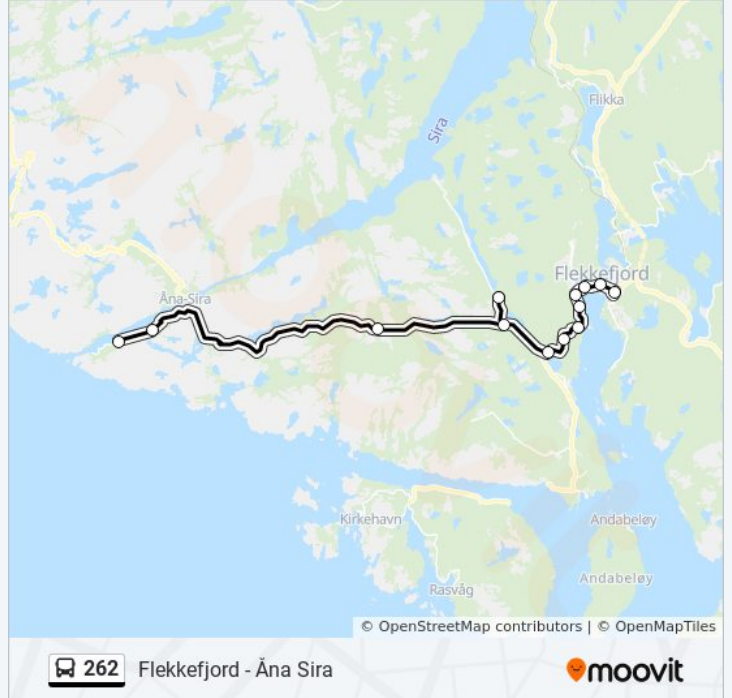 Flikka
Sira
Flekkefjord
Åna-Sira
Kirkehavn
Andabeløy
Andabeløy
Rasvåg
© OpenStreetMap contributors | © OpenMapTiles
262 Flekkefjord - Åna Sira
moovit